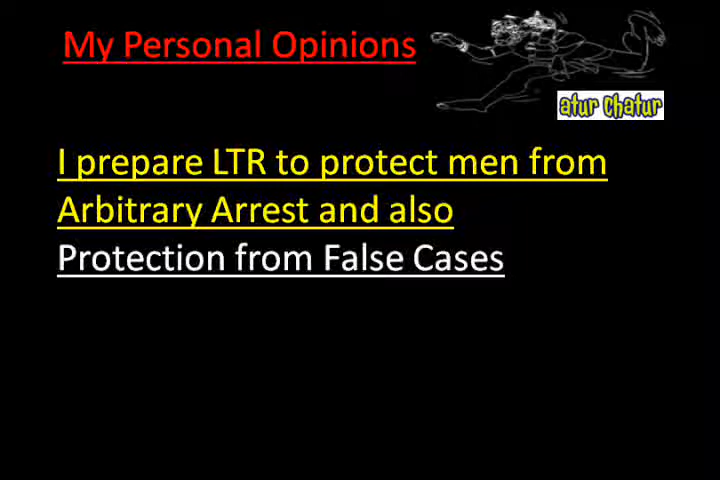 My Personal Opinions
atur chatur
I prepare LTR to protect men from
Arbitrary Arrest and also
Protection from False Cases